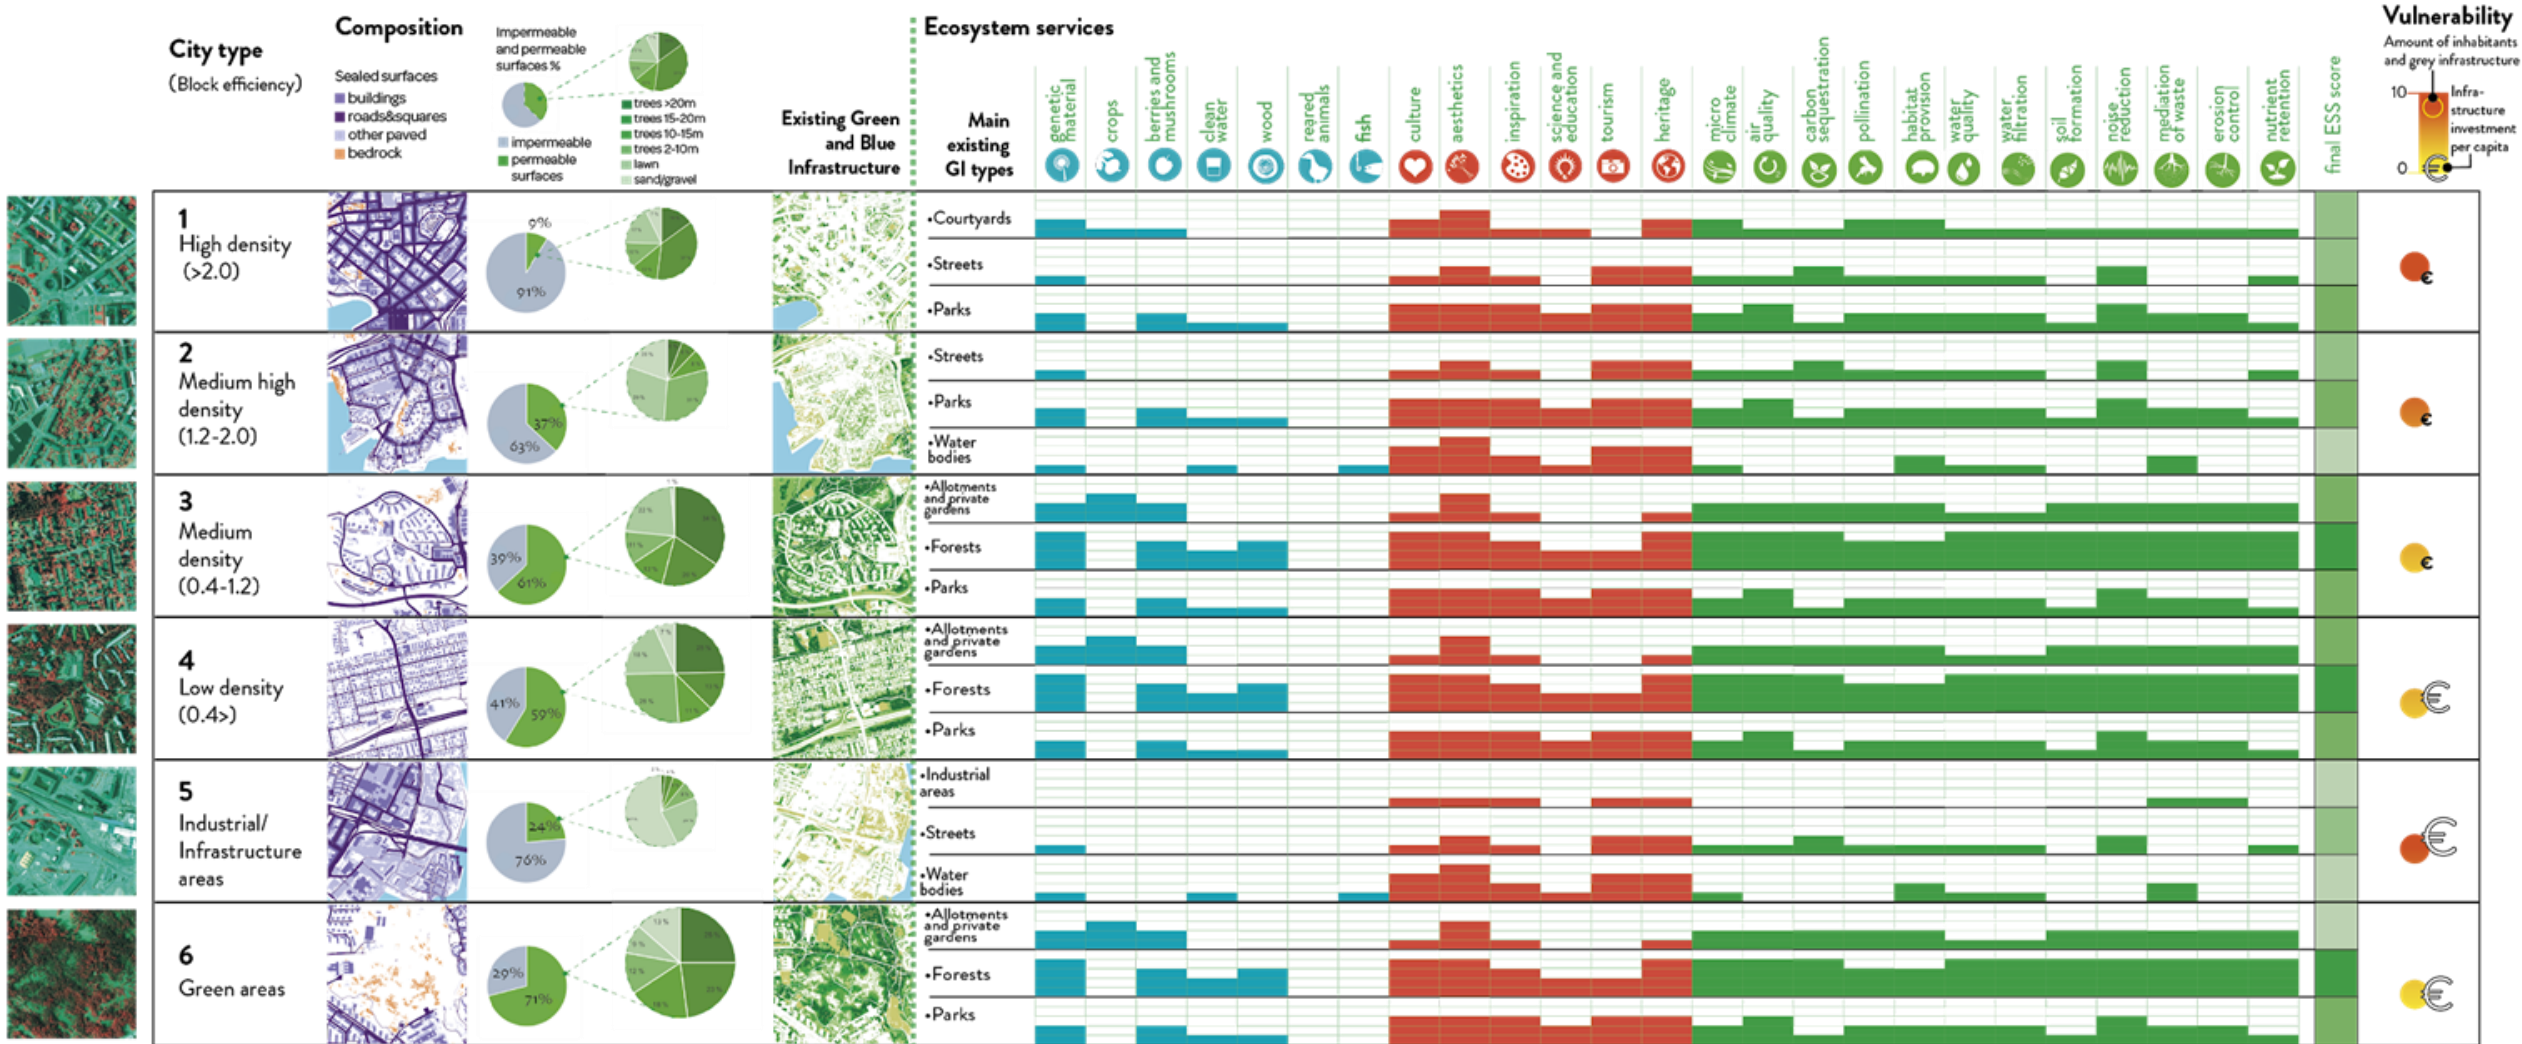 City type
(Block efficiency)
Composition
Sealed surfaces
buildings
roads&squares
other paved
bedrock
Impermeable
and permeable
surfaces %
impermeable
permeable
surfaces
trees >20m
trees 15-20m
trees 10-15m
trees 2-10m
lawn
sand/gravel
Existing Green
and Blue
Infrastructure
Ecosystem services
Main
existing
GI types
genetic
material
crops
berries and
mushrooms
clean
water
wood
reared
animals
fish
culture
aesthetics
inspiration
science and
education
tourism
heritage
micro
climate
air
quality
carbon
sequestration
pollination
habitat
provision
water
quality
water
filtration
soil
formation
noise
reduction
mediation
of waste
erosion
control
nutrient
retention
final ESS score
Vulnerability
Amount of inhabitants
and grey infrastructure
10
0
Infra-
structure
investment
per capita
€
1
High density
(>2.0)
9%
91%
•Courtyards
•Streets
•Parks
€
2
Medium high
density
(1.2-2.0)
37%
63%
•Streets
•Parks
•Water
bodies
€
3
Medium
density
(0.4-1.2)
39%
61%
•Allotments
and private
gardens
•Forests
•Parks
€
4
Low density
(0.4>)
41%
59%
•Allotments
and private
gardens
•Forests
•Parks
€
5
Industrial/
Infrastructure
areas
24%
76%
•Industrial
areas
•Streets
•Water
bodies
€
6
Green areas
29%
71%
•Allotments
and private
gardens
•Forests
•Parks
€